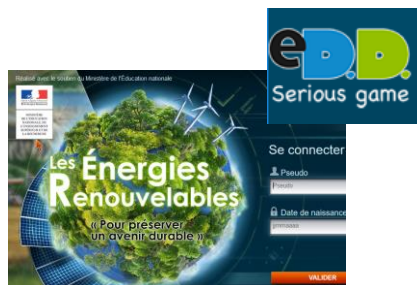 eD.D.
Serious game
Réalisé avec le soutien du Ministère de l'Éducation nationale
Se connecter
Pseudo
Pseudo
Les Énergies
Renouvelables
« Pour préserver
un avenir durable »
Date de naissance
VALIDER